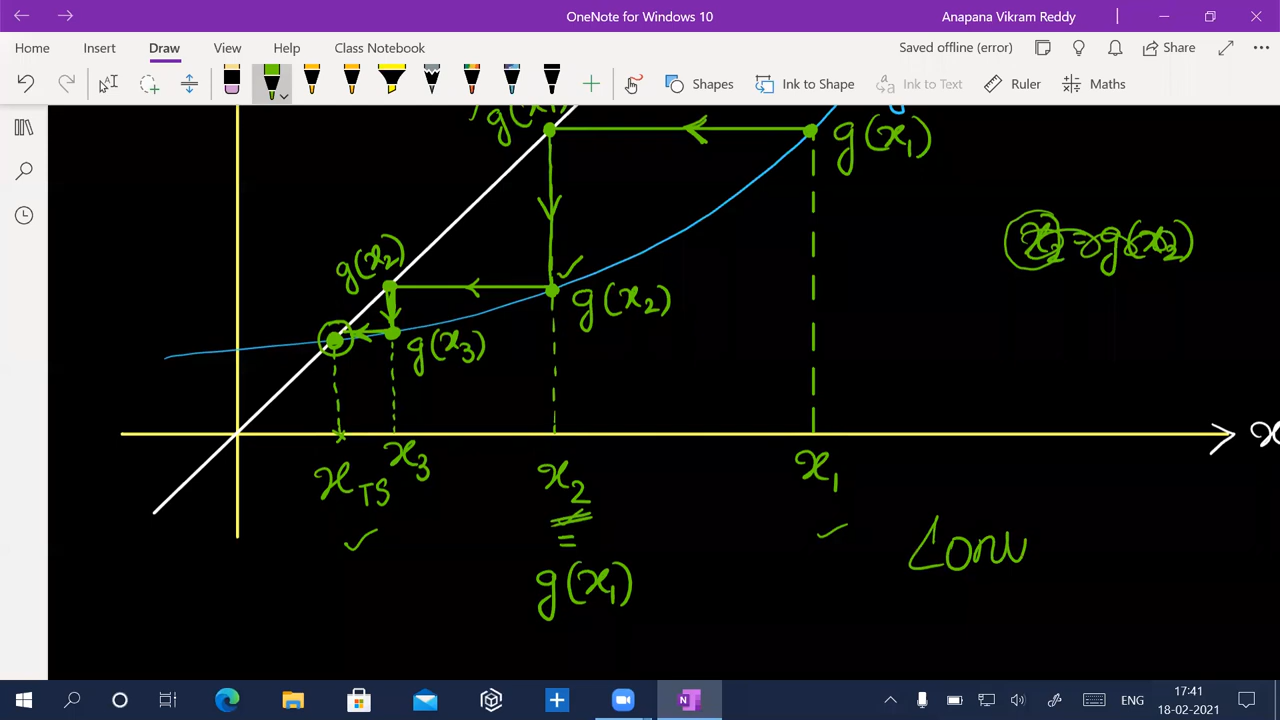 OneNote for Windows 10
Anapana Vikram Reddy
Home Insert Draw View Help Class Notebook
Saved offline (error)
Share
Shapes
Ink to Shape
Ink to Text
Ruler
Maths
g(x₁)
g(x₁)
g(x₂)
g(x₂)
g(x₃)
x
x_TS
x₃
x₂
x₁
=
g(x₁)
Conv
ENG
17:41
18-02-2021